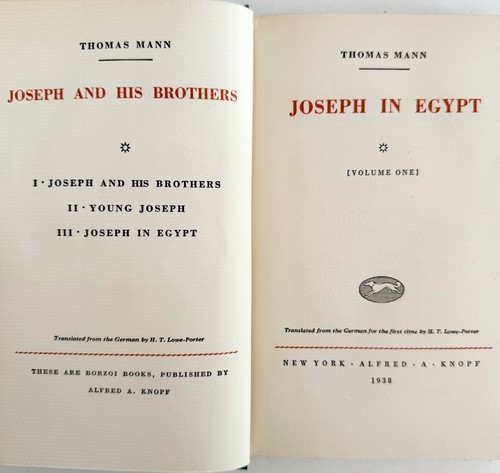 THOMAS MANN
JOSEPH AND HIS BROTHERS
I · JOSEPH AND HIS BROTHERS
II · YOUNG JOSEPH
III · JOSEPH IN EGYPT
Translated from the German by H. T. Lowe-Porter
THESE ARE BORZOI BOOKS, PUBLISHED BY
ALFRED A. KNOPF
THOMAS MANN
JOSEPH IN EGYPT
[VOLUME ONE]
Translated from the German for the first time by H. T. Lowe-Porter
NEW YORK · ALFRED · A · KNOPF
1938